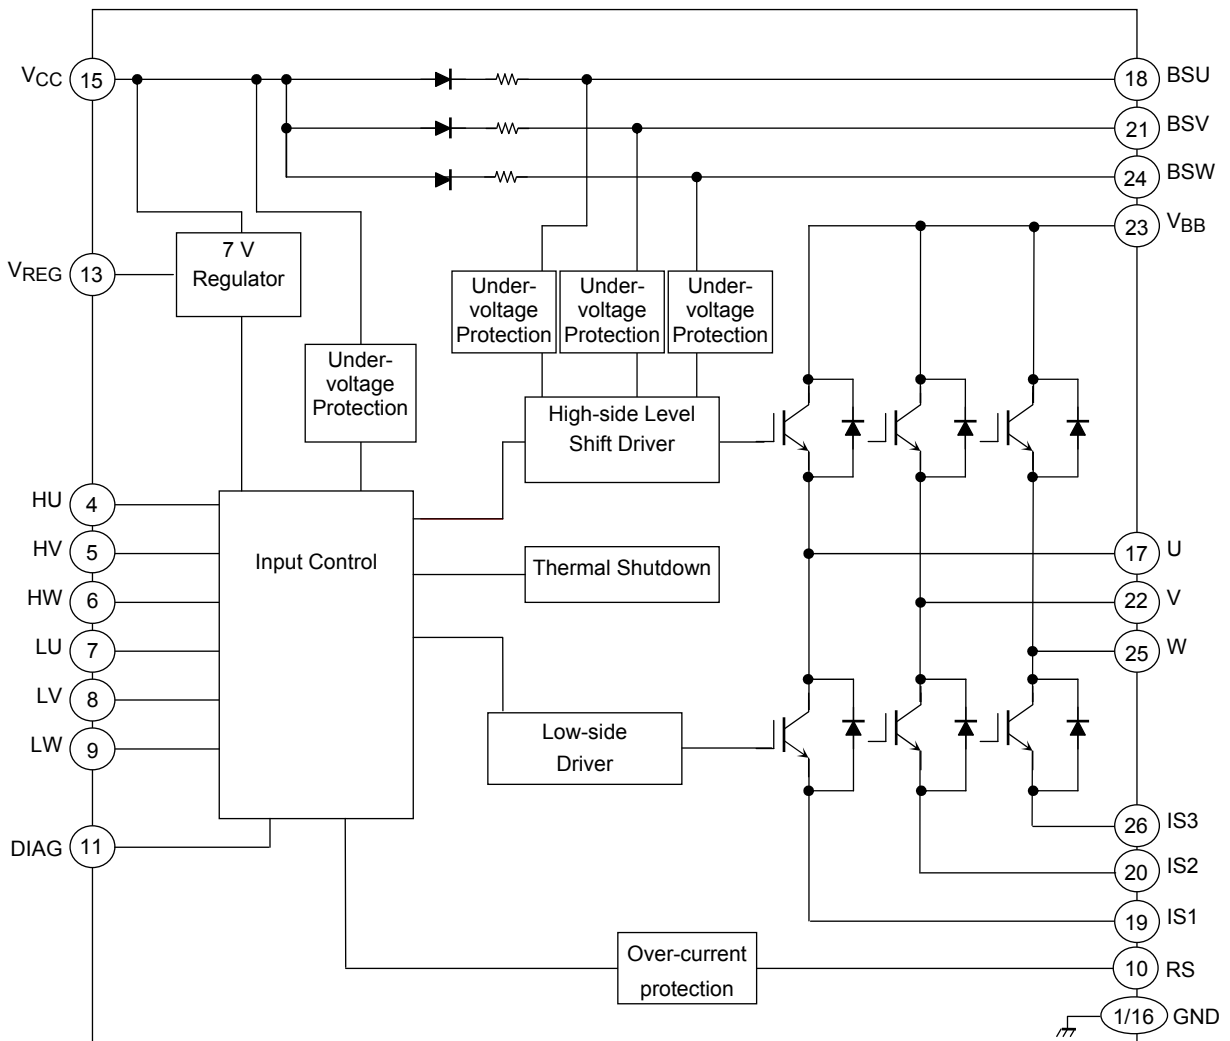 VCC 15
18 BSU
21 BSV
24 BSW
23 VBB
7 V
Regulator
VREG 13
Under-
voltage
Protection
Under-
voltage
Protection
Under-
voltage
Protection
Under-
voltage
Protection
High-side Level
Shift Driver
HU 4
HV 5
HW 6
LU 7
LV 8
LW 9
DIAG 11
Input Control
Thermal Shutdown
Low-side
Driver
17 U
22 V
25 W
26 IS3
20 IS2
19 IS1
Over-current
protection
10 RS
1/16 GND